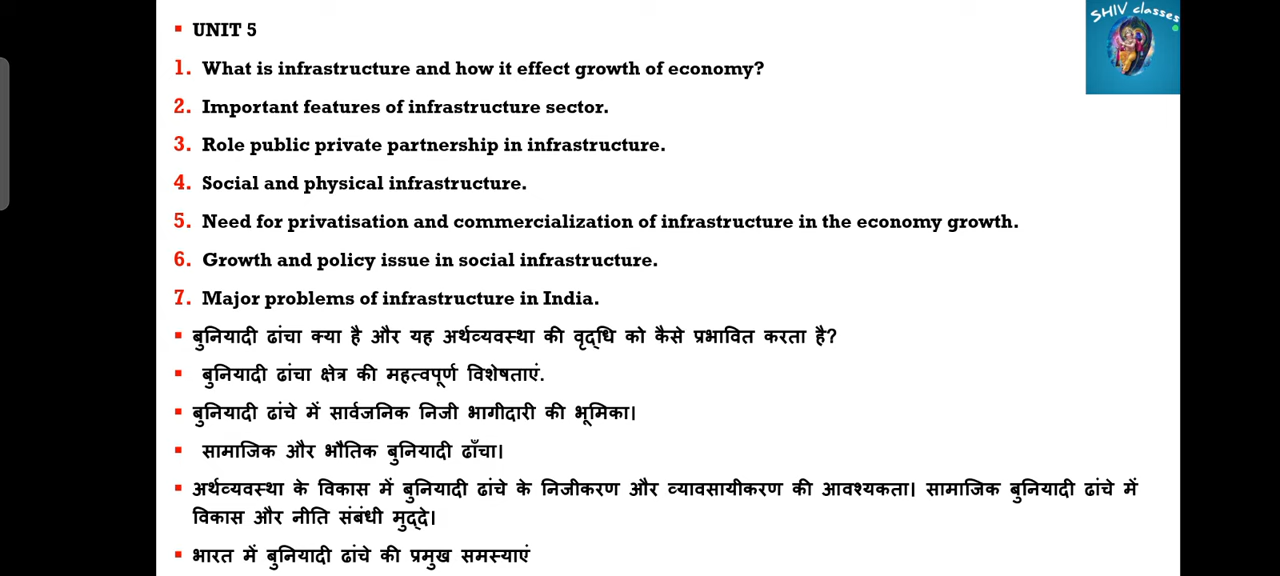 SHIV classes
▪ UNIT 5
1. What is infrastructure and how it effect growth of economy?
2. Important features of infrastructure sector.
3. Role public private partnership in infrastructure.
4. Social and physical infrastructure.
5. Need for privatisation and commercialization of infrastructure in the economy growth.
6. Growth and policy issue in social infrastructure.
7. Major problems of infrastructure in India.
▪ बुनियादी ढांचा क्या है और यह अर्थव्यवस्था की वृद्धि को कैसे प्रभावित करता है?
▪ बुनियादी ढांचा क्षेत्र की महत्वपूर्ण विशेषताएं.
▪ बुनियादी ढांचे में सार्वजनिक निजी भागीदारी की भूमिका।
▪ सामाजिक और भौतिक बुनियादी ढाँचा।
▪ अर्थव्यवस्था के विकास में बुनियादी ढांचे के निजीकरण और व्यावसायीकरण की आवश्यकता। सामाजिक बुनियादी ढांचे में
विकास और नीति संबंधी मुद्दे।
▪ भारत में बुनियादी ढांचे की प्रमुख समस्याएं